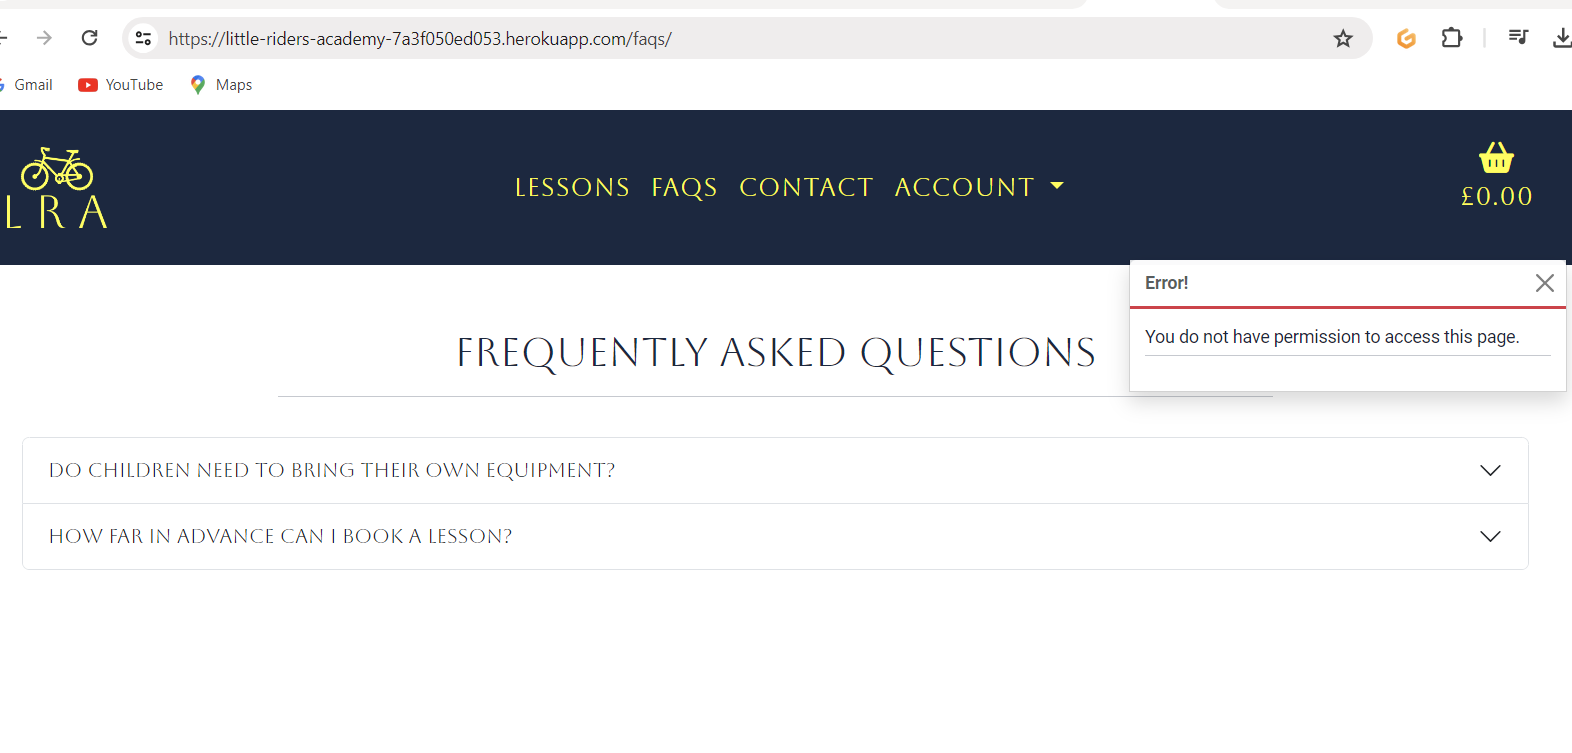 https://little-riders-academy-7a3f050ed053.herokuapp.com/faqs/
Gmail YouTube Maps
LRA
LESSONS FAQS CONTACT ACCOUNT
£0.00
Error!
You do not have permission to access this page.
FREQUENTLY ASKED QUESTIONS
DO CHILDREN NEED TO BRING THEIR OWN EQUIPMENT?
HOW FAR IN ADVANCE CAN I BOOK A LESSON?